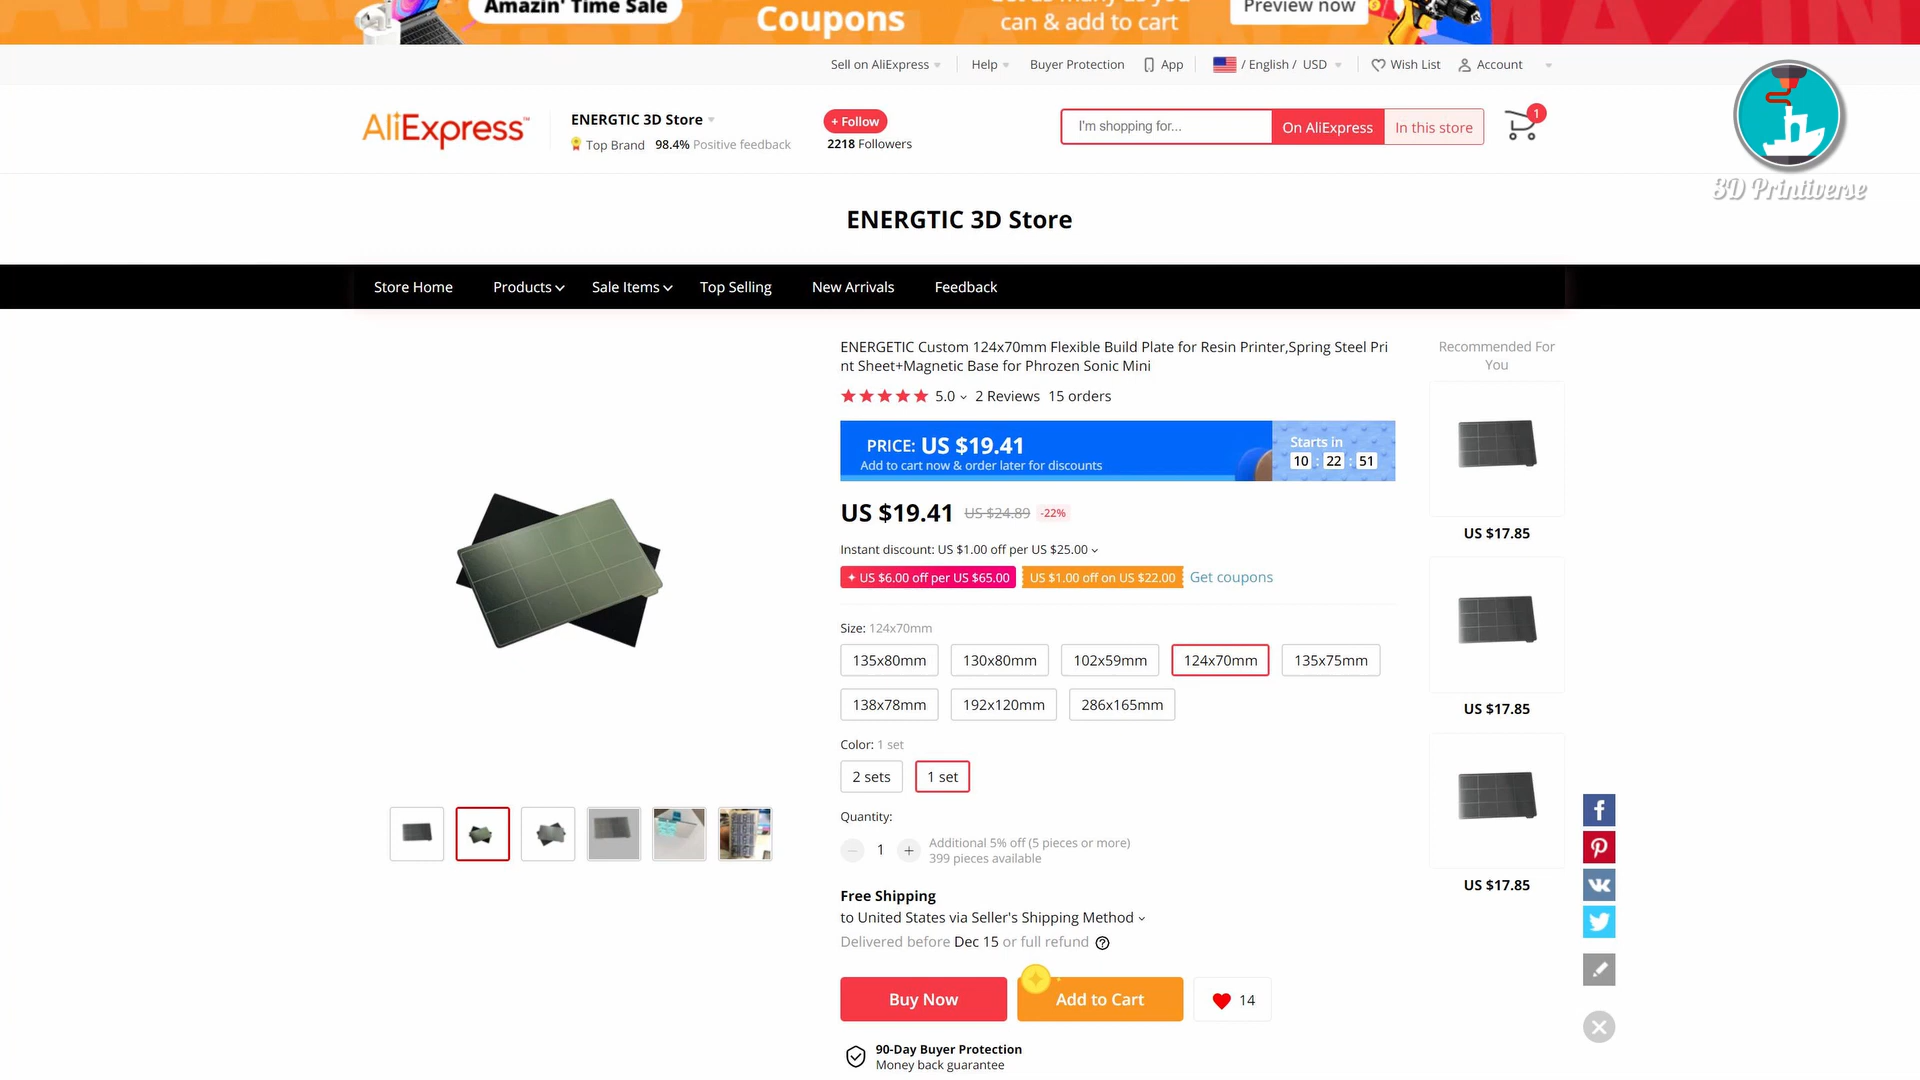 Amazin' Time Sale
Coupons
can & add to cart
Preview now
Sell on AliExpress
Help
Buyer Protection
App
/ English / USD
Wish List
Account
AliExpress™
ENERGTIC 3D Store
Top Brand 98.4% Positive feedback
+ Follow
2218 Followers
I'm shopping for...
On AliExpress
In this store
1
3D Printiverse
ENERGTIC 3D Store
Store Home
Products
Sale Items
Top Selling
New Arrivals
Feedback
ENERGETIC Custom 124x70mm Flexible Build Plate for Resin Printer,Spring Steel Pri
nt Sheet+Magnetic Base for Phrozen Sonic Mini
5.0 2 Reviews 15 orders
PRICE: US $19.41
Add to cart now & order later for discounts
Starts in
10 : 22 : 51
US $19.41 US $24.89 -22%
Instant discount: US $1.00 off per US $25.00
US $6.00 off per US $65.00
US $1.00 off on US $22.00
Get coupons
Size: 124x70mm
135x80mm
130x80mm
102x59mm
124x70mm
135x75mm
138x78mm
192x120mm
286x165mm
Color: 1 set
2 sets
1 set
Quantity:
1
Additional 5% off (5 pieces or more)
399 pieces available
Free Shipping
to United States via Seller's Shipping Method
Delivered before Dec 15 or full refund
Buy Now
Add to Cart
14
90-Day Buyer Protection
Money back guarantee
Recommended For
You
US $17.85
US $17.85
US $17.85